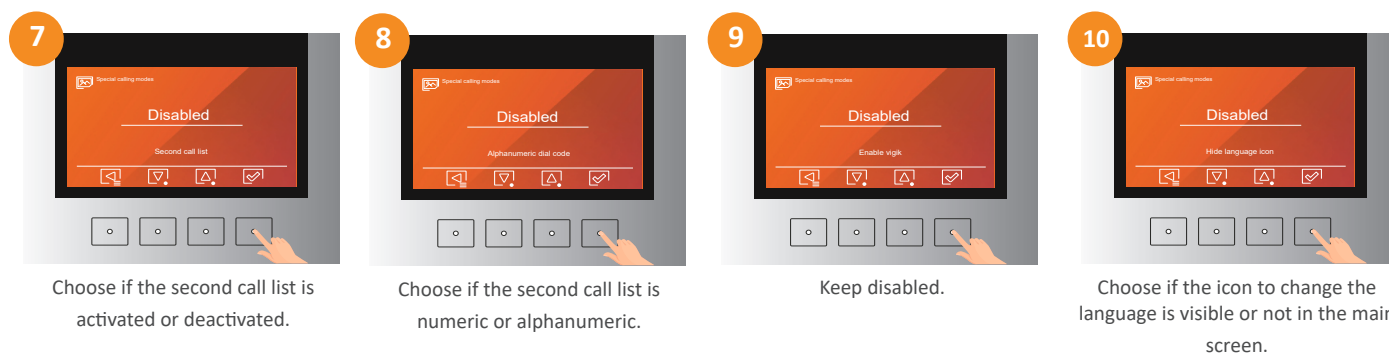 7
Special calling modes
Disabled
Second call list
Choose if the second call list is
activated or deactivated.
8
Special calling modes
Disabled
Alphanumeric dial code
Choose if the second call list is
numeric or alphanumeric.
9
Special calling modes
Disabled
Enable vigik
Keep disabled.
10
Special calling modes
Disabled
Hide language icon
Choose if the icon to change the
language is visible or not in the main
screen.